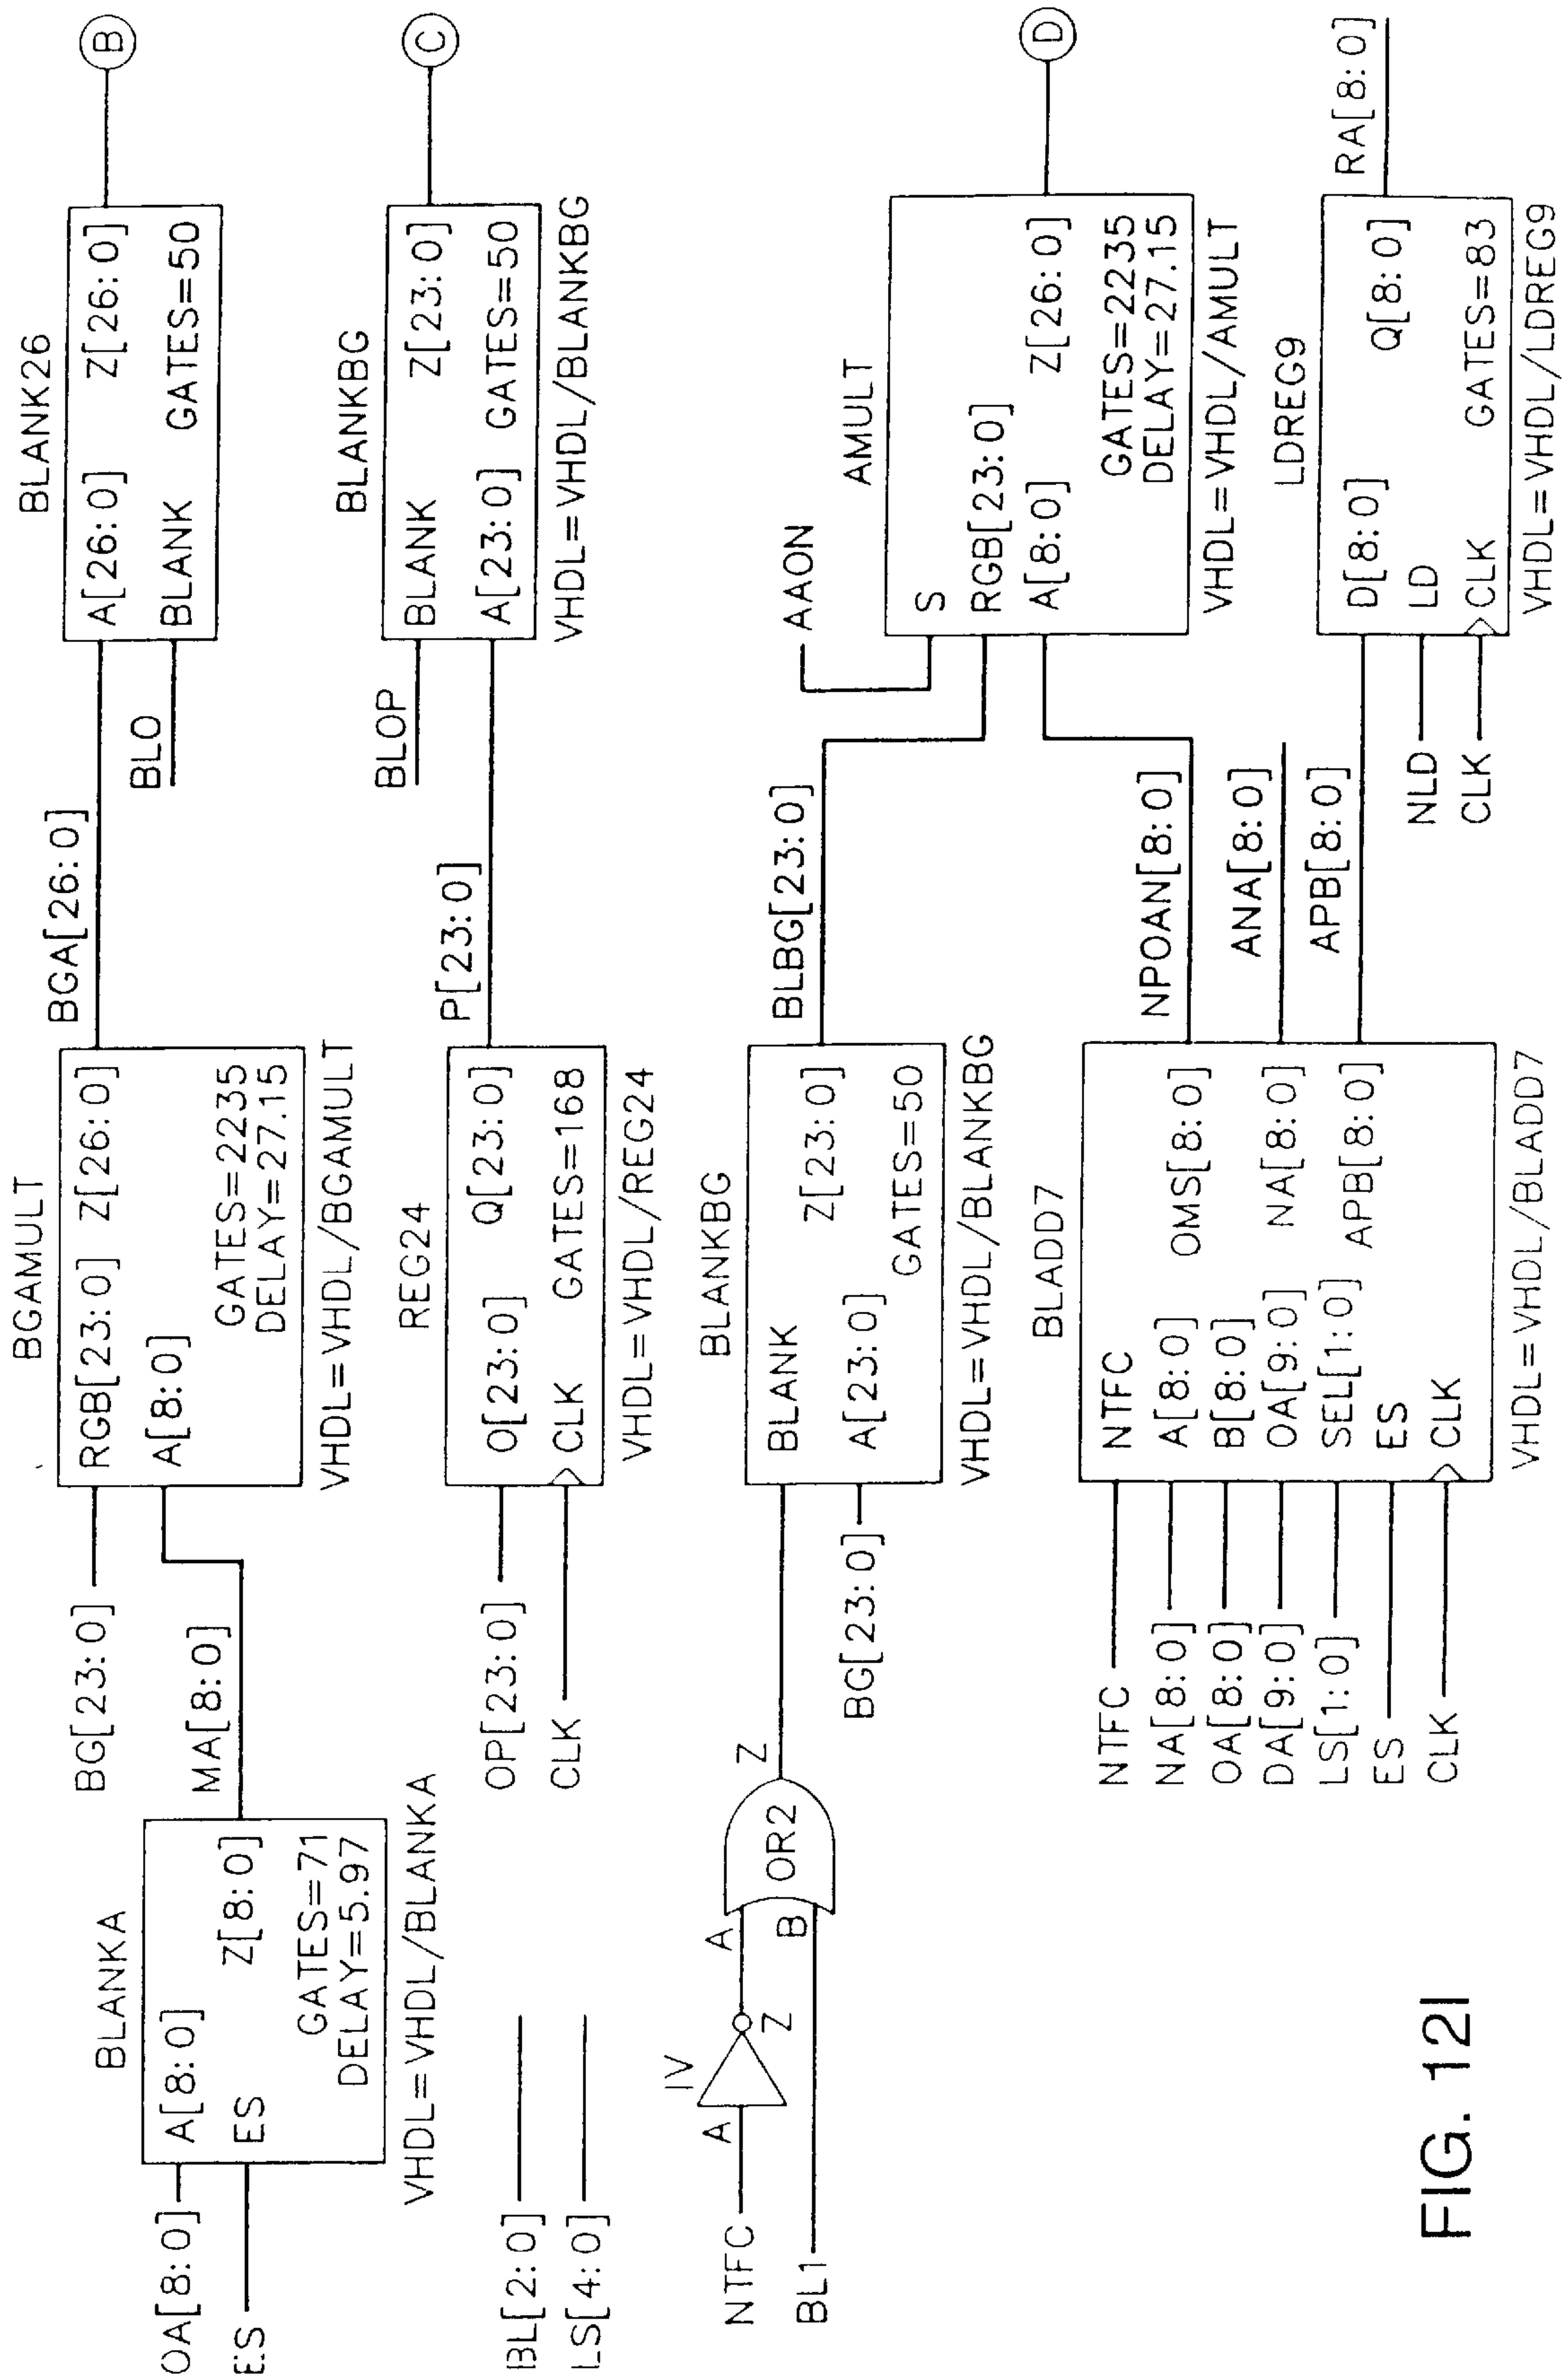 BLANKA
OA[8:0]
A[8:0]
ES
ES
Z[8:0]
GATES=71
DELAY=5.97
VHDL=VHDL/BLANKA
MA[8:0]
BG[23:0]
BGAMULT
RGB[23:0] Z[26:0]
A[8:0]
GATES=2235
DELAY=27.15
VHDL=VHDL/BGAMULT
BGA[26:0]
BLO
BLANK26
A[26:0] Z[26:0]
BLANK GATES=50
B
BL[2:0]
LS[4:0]
OP[23:0]
CLK
REG24
O[23:0] Q[23:0]
CLK GATES=168
VHDL=VHDL/REG24
P[23:0]
BLOP
BLANKBG
BLANK Z[23:0]
A[23:0] GATES=50
VHDL=VHDL/BLANKBG
C
NTFC
A
IV
Z
A
BL1
B
OR2
Z
BG[23:0]
BLANKBG
BLANK
A[23:0]
Z[23:0]
GATES=50
VHDL=VHDL/BLANKBG
BLBG[23:0]
AAON
AMULT
S
RGB[23:0]
A[8:0] Z[26:0]
GATES=2235
DELAY=27.15
VHDL=VHDL/AMULT
D
NTFC
NA[8:0]
OA[8:0]
DA[9:0]
LS[1:0]
ES
CLK
BLADD7
NTFC
A[8:0] OMS[8:0]
B[8:0]
OA[9:0] NA[8:0]
SEL[1:0] APB[8:0]
ES
CLK
VHDL=VHDL/BLADD7
NPOAN[8:0]
ANA[8:0]
APB[8:0]
NLD
CLK
LDREG9
D[8:0] Q[8:0]
LD
CLK GATES=83
VHDL=VHDL/LDREG9
RA[8:0]
FIG. 12I